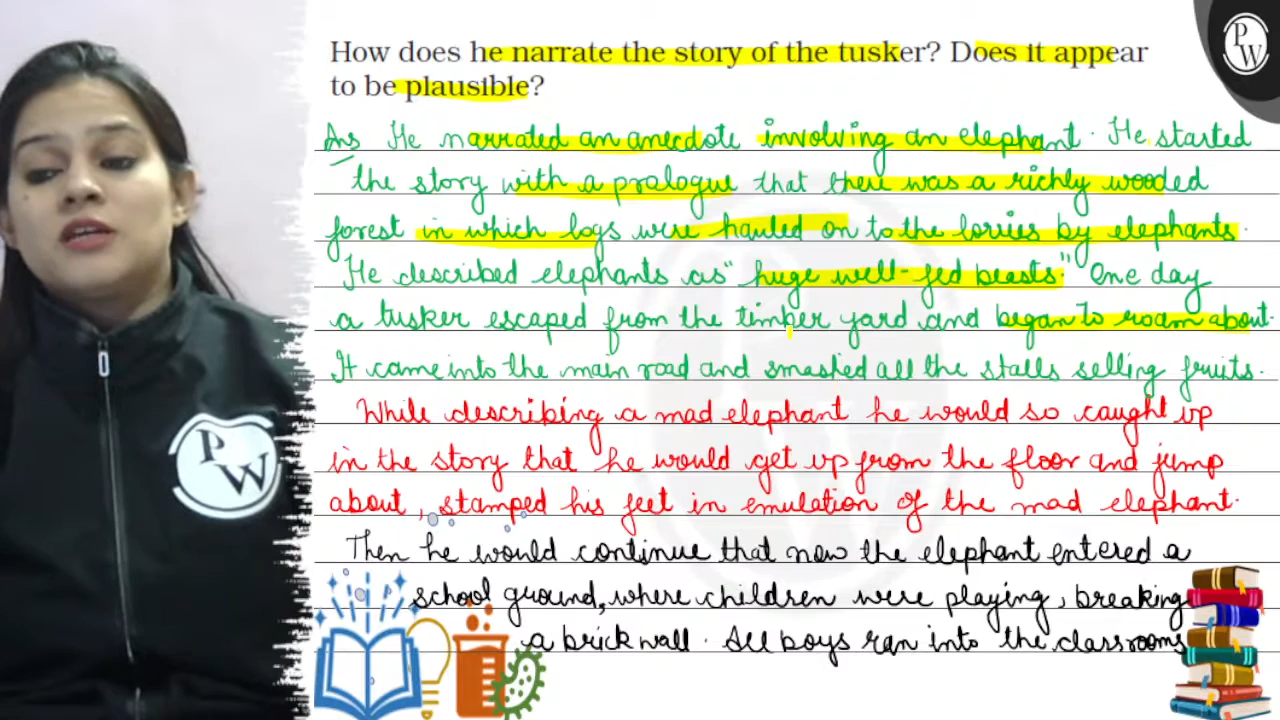 How does he narrate the story of the tusker? Does it appear
to be plausible?
Ans He narrated an anecdote involving an elephant. He started
the story with a prologue that there was a richly wooded
forest in which logs were hauled on to the lorries by elephants.
He described elephants as "huge well-fed beasts" One day
a tusker escaped from the timber yard and began to roam about.
It came into the main road and smashed all the stalls selling fruits.
While describing a mad elephant he would so caught up
in the story that he would get up from the floor and jump
about, stamped his feet in emulation of the mad elephant.
Then he would continue that now the elephant entered a
school ground, where children were playing, breaking
a brick wall. All boys ran into the classrooms
PW
PW